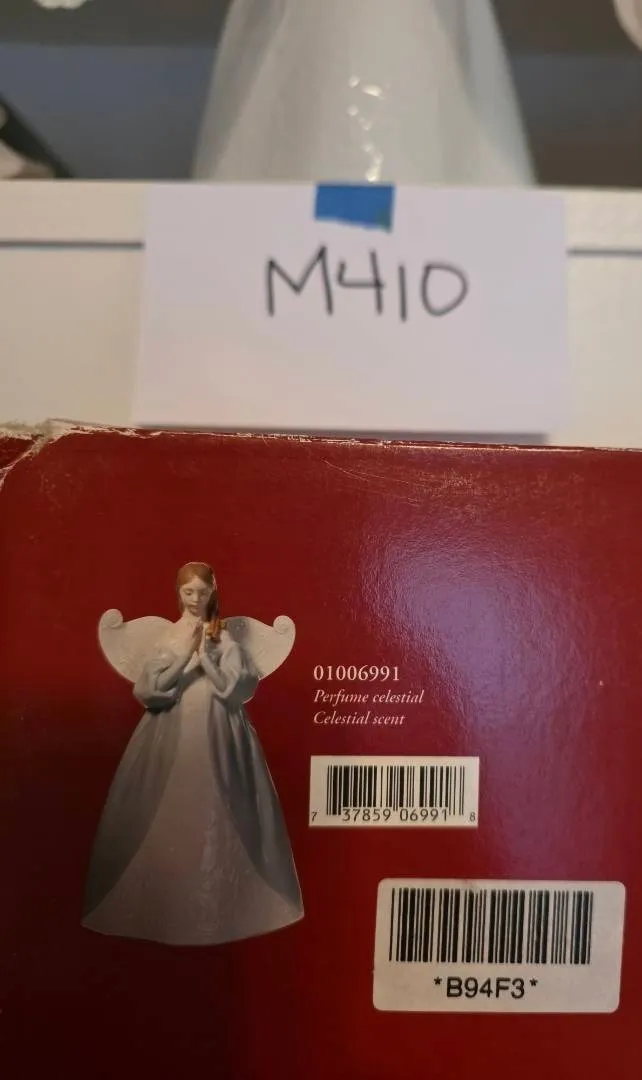 M410
01006991
Perfume celestial
Celestial scent
7 37859 06991 8
*B94F3*